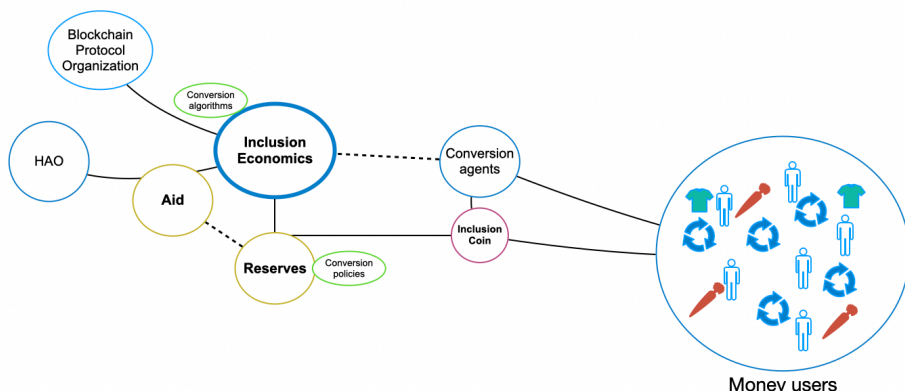 Blockchain
Protocol
Organization
Conversion
algorithms
Inclusion
Economics
HAO
Aid
Conversion
agents
Inclusion
Coin
Reserves
Conversion
policies
Money users